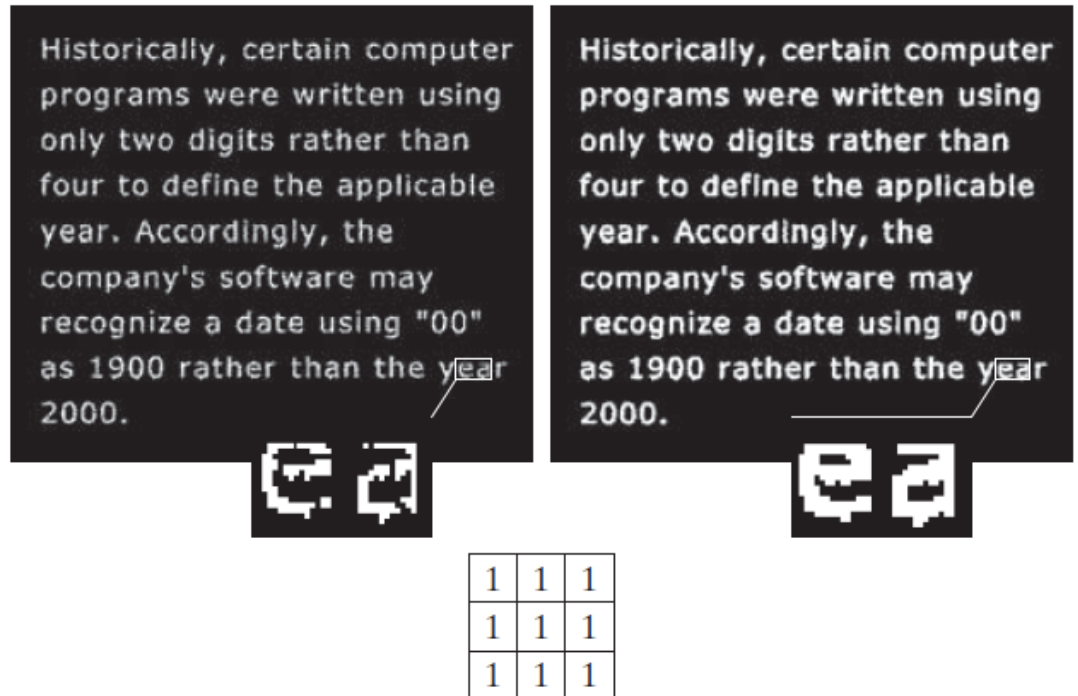 Historically, certain computer
programs were written using
only two digits rather than
four to define the applicable
year. Accordingly, the
company's software may
recognize a date using "00"
as 1900 rather than the year
2000.
e a
Historically, certain computer
programs were written using
only two digits rather than
four to define the applicable
year. Accordingly, the
company's software may
recognize a date using "00"
as 1900 rather than the year
2000.
e a
1 1 1
1 1 1
1 1 1